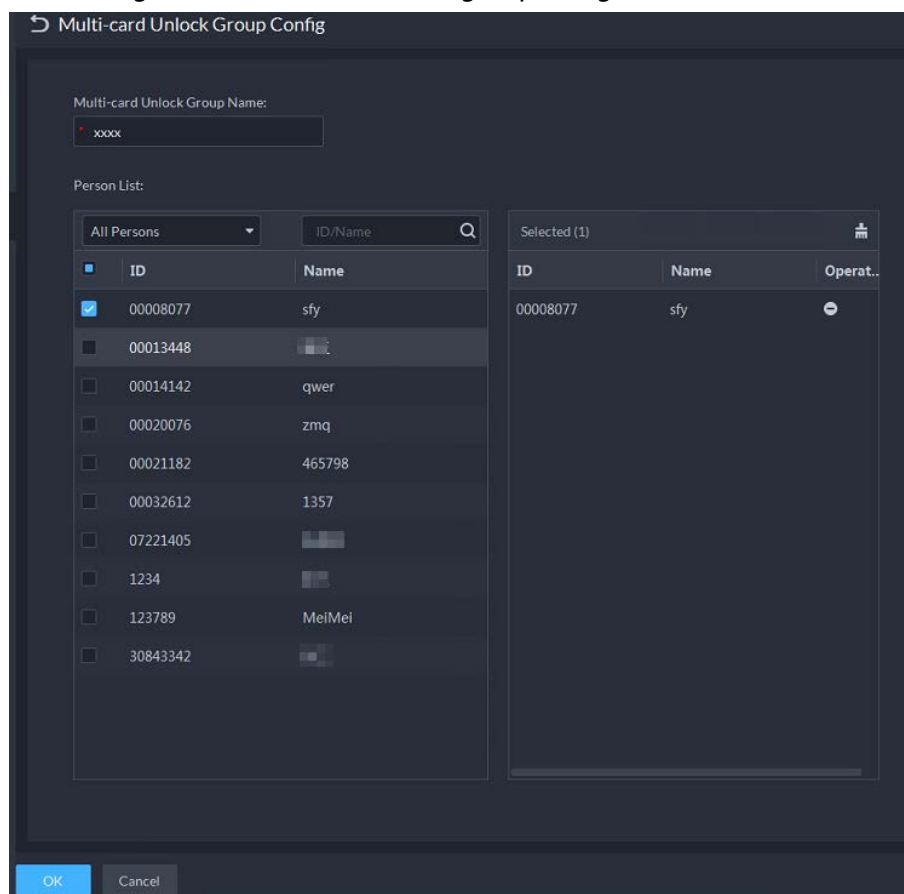 Multi-card Unlock Group Config
Multi-card Unlock Group Name:
* xxxx
Person List:
All Persons
ID/Name
Selected (1)
ID Name
ID Name Operat..
00008077 sfy
00008077 sfy
00013448
00014142 qwer
00020076 zmq
00021182 465798
00032612 1357
07221405
1234
123789 MeiMei
30843342
OK Cancel